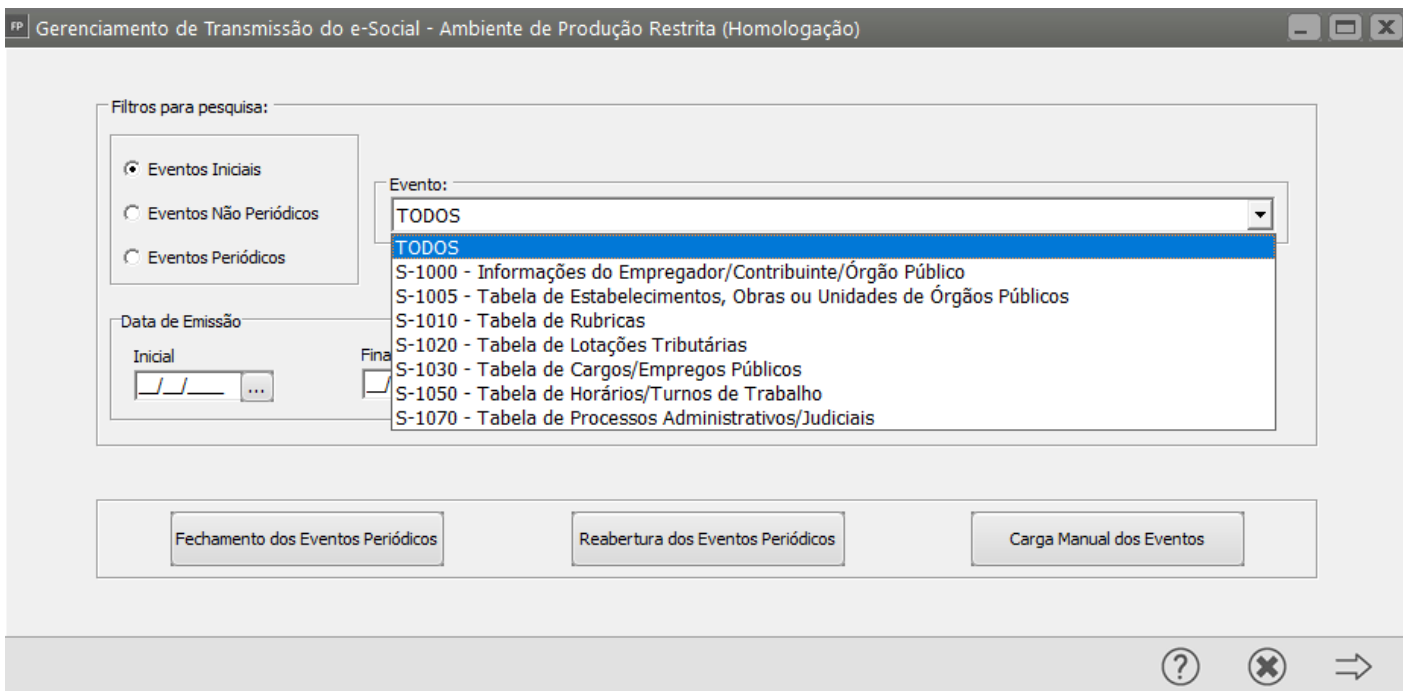 FP Gerenciamento de Transmissão do e-Social - Ambiente de Produção Restrita (Homologação)
Filtros para pesquisa:
Eventos Iniciais
Eventos Não Periódicos
Eventos Periódicos
Evento:
TODOS
TODOS
S-1000 - Informações do Empregador/Contribuinte/Órgão Público
S-1005 - Tabela de Estabelecimentos, Obras ou Unidades de Órgãos Públicos
S-1010 - Tabela de Rubricas
S-1020 - Tabela de Lotações Tributárias
S-1030 - Tabela de Cargos/Empregos Públicos
S-1050 - Tabela de Horários/Turnos de Trabalho
S-1070 - Tabela de Processos Administrativos/Judiciais
Data de Emissão
Inicial Fina
__/__/____ ... __/
Fechamento dos Eventos Periódicos Reabertura dos Eventos Periódicos Carga Manual dos Eventos
?